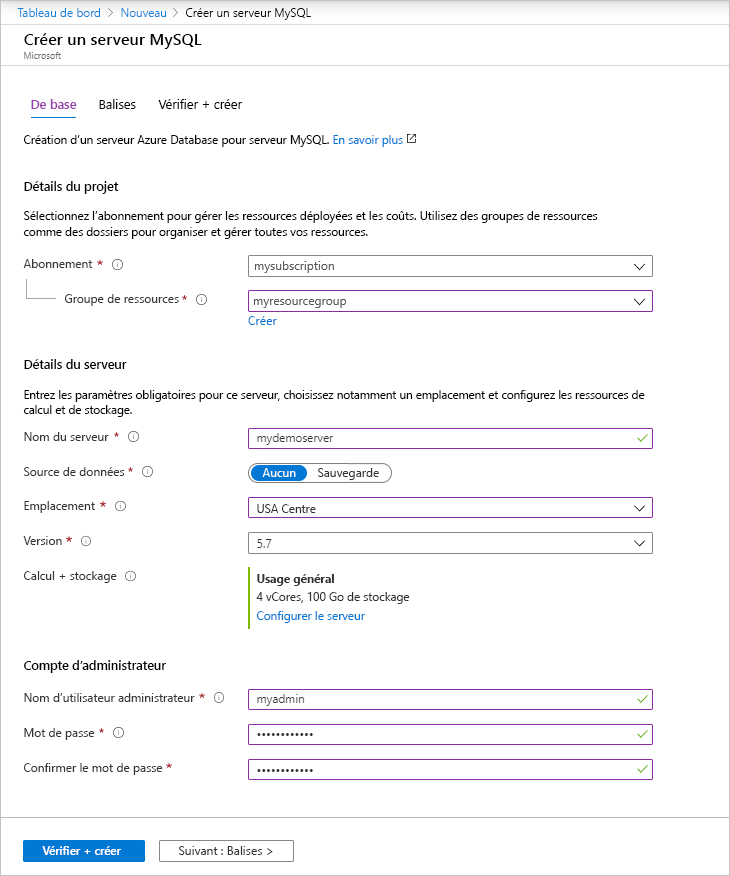 Tableau de bord > Nouveau > Créer un serveur MySQL
Créer un serveur MySQL
Microsoft
De base Balises Vérifier + créer
Création d'un serveur Azure Database pour serveur MySQL. En savoir plus
Détails du projet
Sélectionnez l'abonnement pour gérer les ressources déployées et les coûts. Utilisez des groupes de ressources
comme des dossiers pour organiser et gérer toutes vos ressources.
Abonnement * mysubscription
Groupe de ressources * myresourcegroup
Créer
Détails du serveur
Entrez les paramètres obligatoires pour ce serveur, choisissez notamment un emplacement et configurez les ressources de
calcul et de stockage.
Nom du serveur * mydemoserver
Source de données * Aucun Sauvegarde
Emplacement * USA Centre
Version * 5.7
Calcul + stockage Usage général
4 vCores, 100 Go de stockage
Configurer le serveur
Compte d'administrateur
Nom d'utilisateur administrateur * myadmin
Mot de passe * ••••••••••••
Confirmer le mot de passe * ••••••••••••
Vérifier + créer Suivant : Balises >